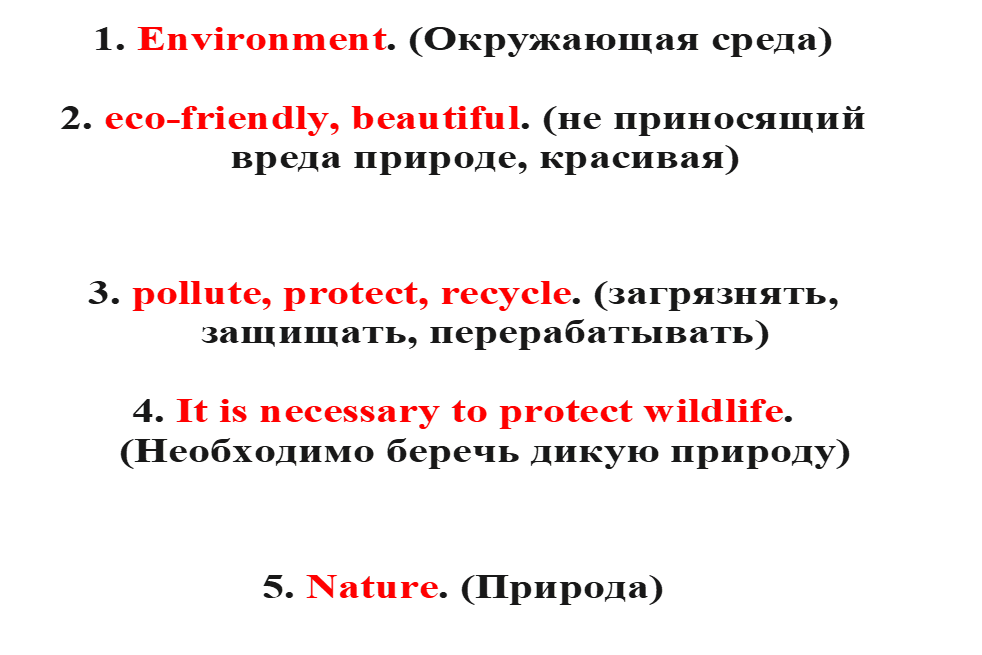 1. Environment. (Окружающая среда)
2. eco-friendly, beautiful. (не приносящий
вреда природе, красивая)
3. pollute, protect, recycle. (загрязнять,
защищать, перерабатывать)
4. It is necessary to protect wildlife.
(Необходимо беречь дикую природу)
5. Nature. (Природа)